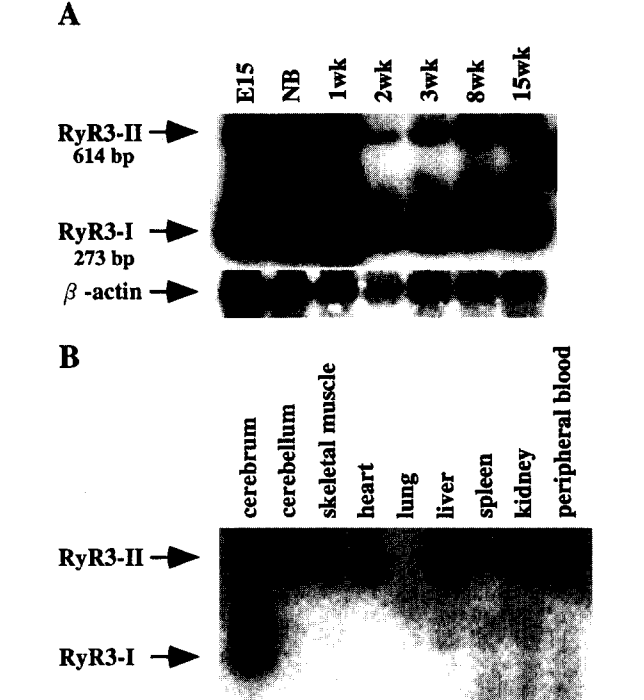 A
E15 NB 1wk 2wk 3wk 8wk 15wk
RyR3-II
614 bp
RyR3-I
273 bp
β -actin
B
cerebrum cerebellum skeletal muscle heart lung liver spleen kidney peripheral blood
RyR3-II
RyR3-I